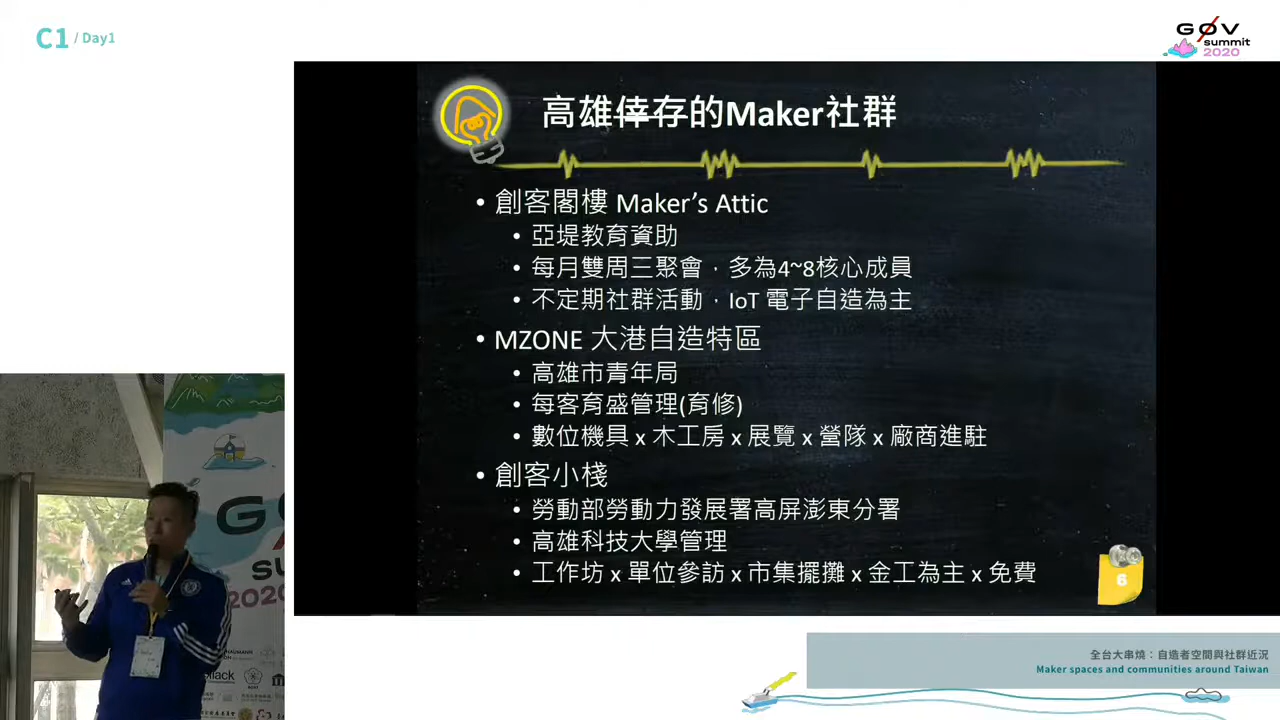 C1 / Day1
GØV
summit
2020
高雄倖存的Maker社群
• 創客閣樓 Maker's Attic
• 亞堤教育資助
• 每月雙周三聚會，多為4~8核心成員
• 不定期社群活動，IoT 電子自造為主
• MZONE 大港自造特區
• 高雄市青年局
• 每客育盛管理(育修)
• 數位機具 x 木工房 x 展覽 x 營隊 x 廠商進駐
• 創客小棧
• 勞動部勞動力發展署高屏澎東分署
• 高雄科技大學管理
• 工作坊 x 單位參訪 x 市集擺攤 x 金工為主 x 免費
6
全台大串燒：自造者空間與社群近況
Maker spaces and communities around Taiwan